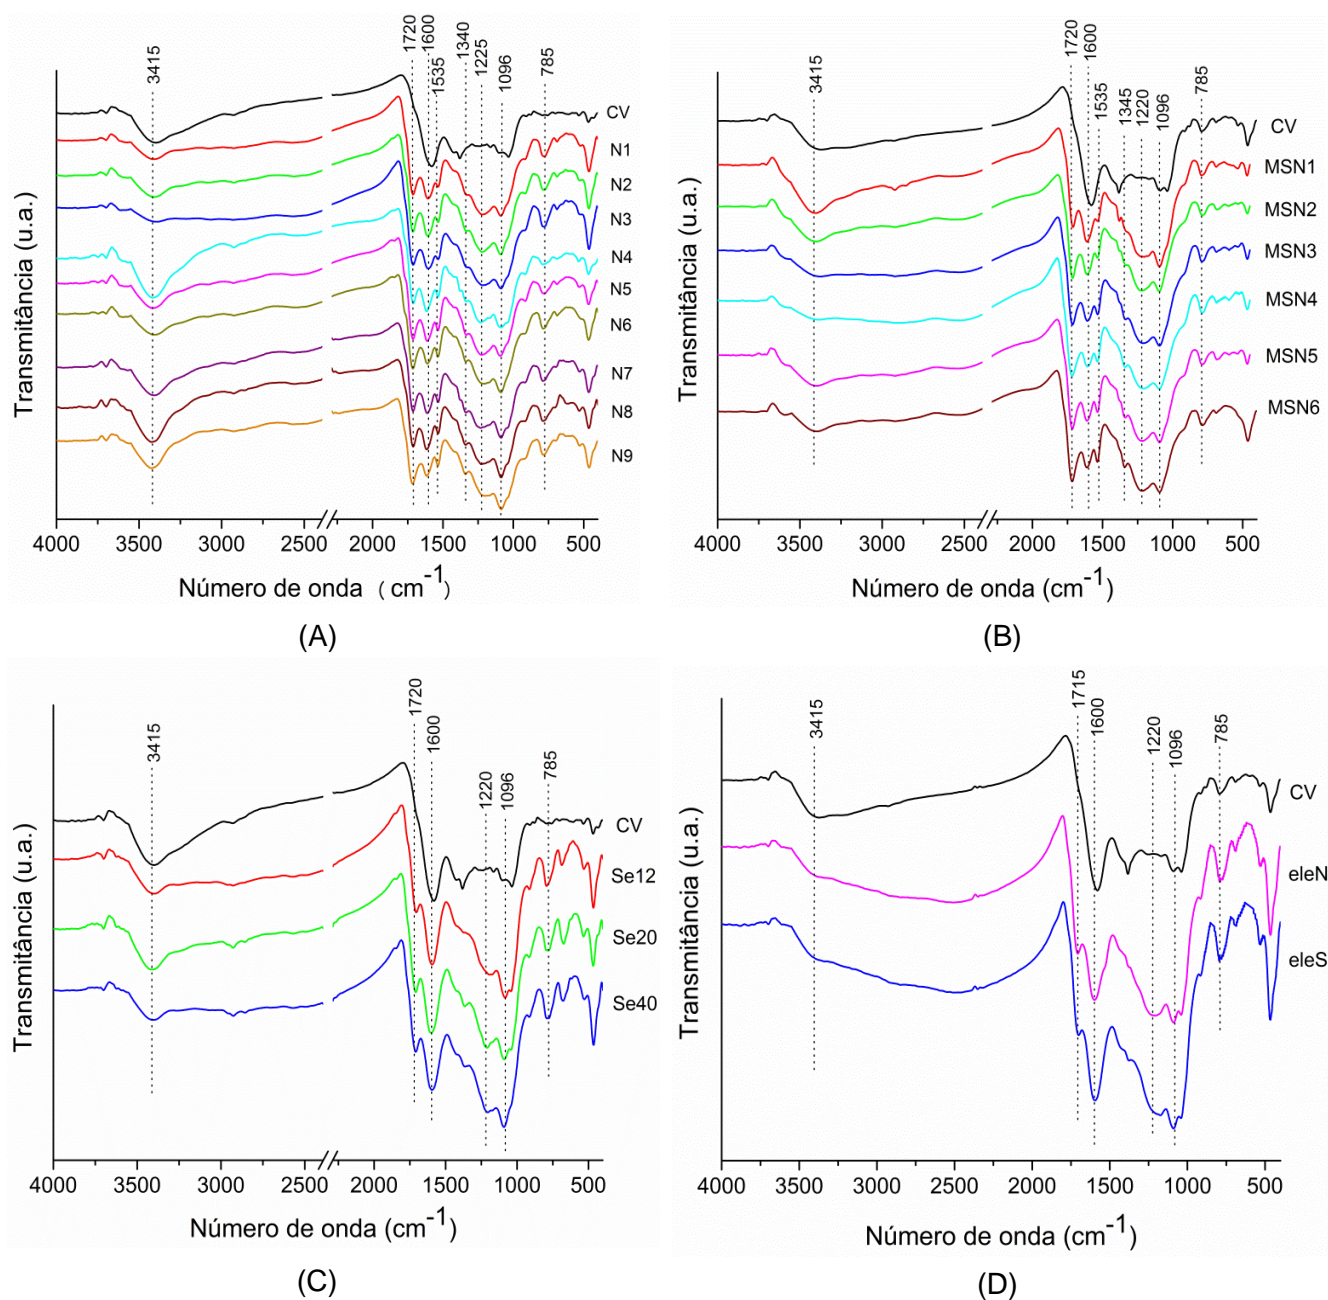 3415
1720
1600
1535
1340
1225
1096
785
CV
N1
N2
N3
N4
N5
N6
N7
N8
N9
Transmitância (u.a.)
4000 3500 3000 2500 2000 1500 1000 500
Número de onda (cm-1)
(A)
3415
1720
1600
1535
1345
1220
1096
785
CV
MSN1
MSN2
MSN3
MSN4
MSN5
MSN6
Transmitância (u.a.)
4000 3500 3000 2500 2000 1500 1000 500
Número de onda (cm-1)
(B)
3415
1720
1600
1220
1096
785
CV
Se12
Se20
Se40
Transmitância (u.a.)
4000 3500 3000 2500 2000 1500 1000 500
Número de onda (cm-1)
(C)
3415
1715
1600
1220
1096
785
CV
eleN
eleS
Transmitância (u.a.)
4000 3500 3000 2500 2000 1500 1000 500
Número de onda (cm-1)
(D)